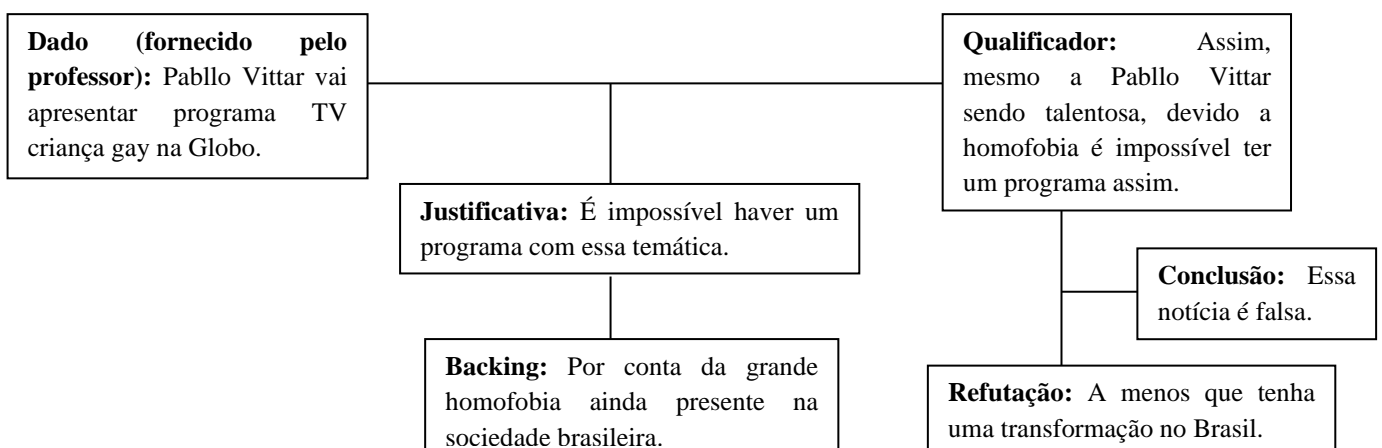 Dado (fornecido pelo
professor): Pabllo Vittar vai
apresentar programa TV
criança gay na Globo.
Qualificador: Assim,
mesmo a Pabllo Vittar
sendo talentosa, devido a
homofobia é impossível ter
um programa assim.
Justificativa: É impossível haver um
programa com essa temática.
Conclusão: Essa
notícia é falsa.
Backing: Por conta da grande
homofobia ainda presente na
sociedade brasileira.
Refutação: A menos que tenha
uma transformação no Brasil.